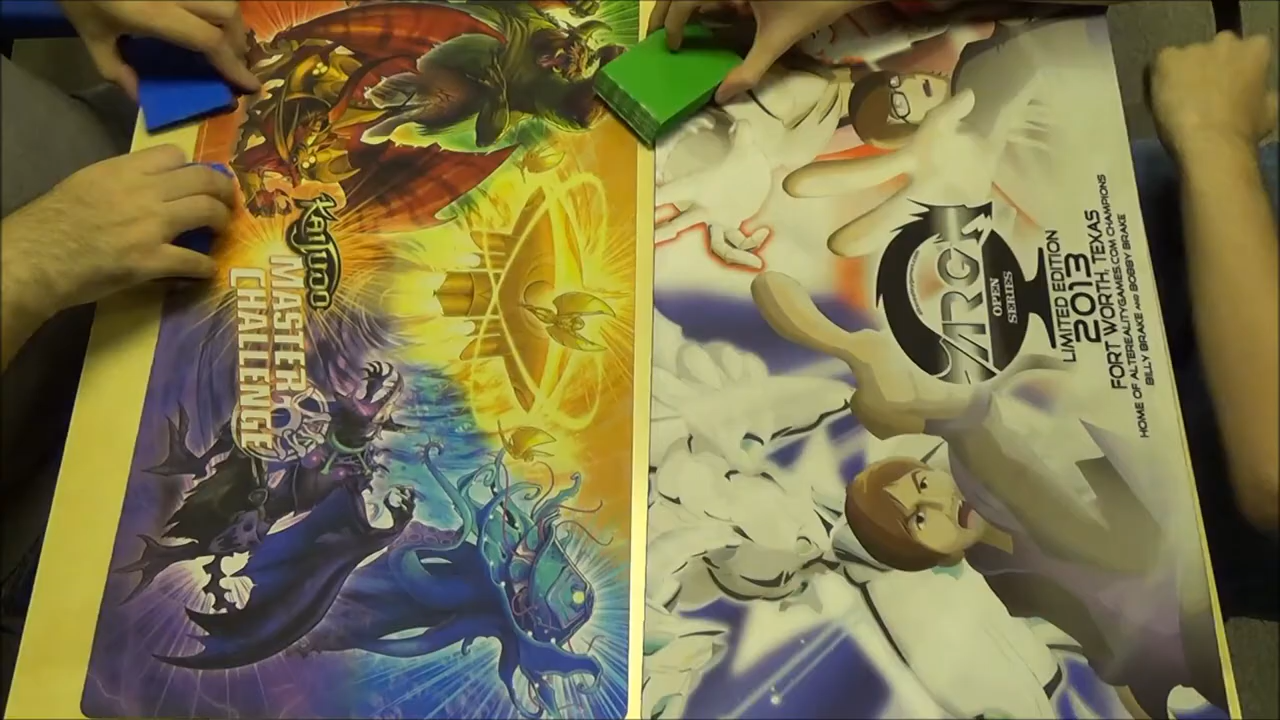 Kaijudo
MASTER
CHALLENGE
ARG
OPEN
SERIES
LIMITED EDITION
2013
FORT WORTH, TEXAS
HOME OF ALTEREALITYGAMES.COM CHAMPIONS
BILLY BRAKE AND BOBBY BRAKE